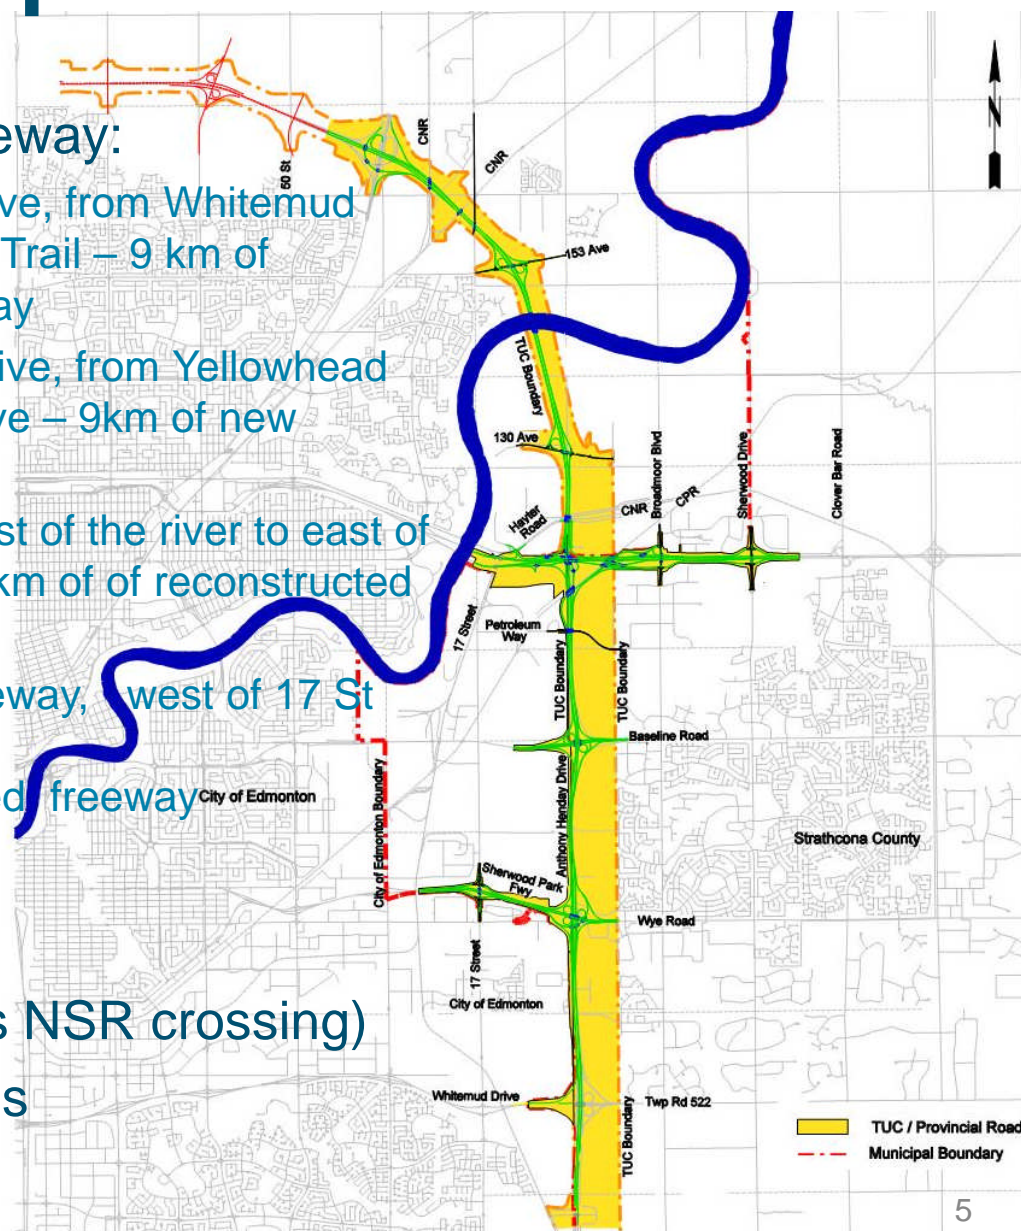 eway:
ve, from Whitemud
Trail – 9 km of
ay
ive, from Yellowhead
ve – 9km of new
st of the river to east of
km of of reconstructed
eway, west of 17 St
ed freeway
s NSR crossing)
s
N
50 St
CNR
CNR
153 Ave
TUC Boundary
130 Ave
Hayter
Road
CNR
Broadmoor Blvd
CPR
Sherwood Drive
Clover Bar Road
17 Street
Petroleum
Way
TUC Boundary
TUC Boundary
Baseline Road
Anthony Henday Drive
City of Edmonton
City of Edmonton Boundary
Strathcona County
Sherwood Park
Fwy
Wye Road
17 Street
City of Edmonton
Whitemud Drive
Twp Rd 522
TUC Boundary
TUC / Provincial Road
Municipal Boundary
5